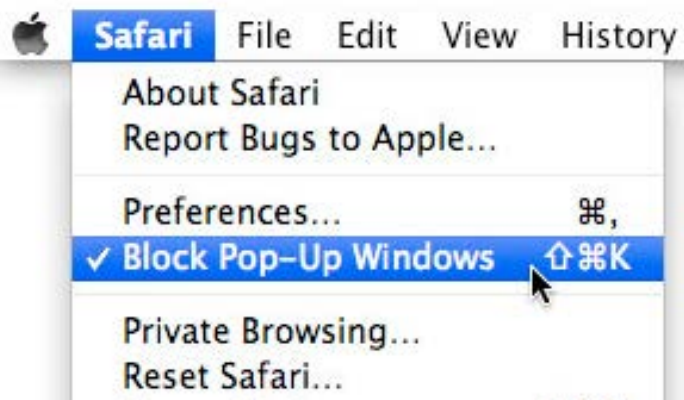 Safari File Edit View History
About Safari
Report Bugs to Apple...
Preferences... ⌘,
✓ Block Pop-Up Windows ⇧⌘K
Private Browsing...
Reset Safari...